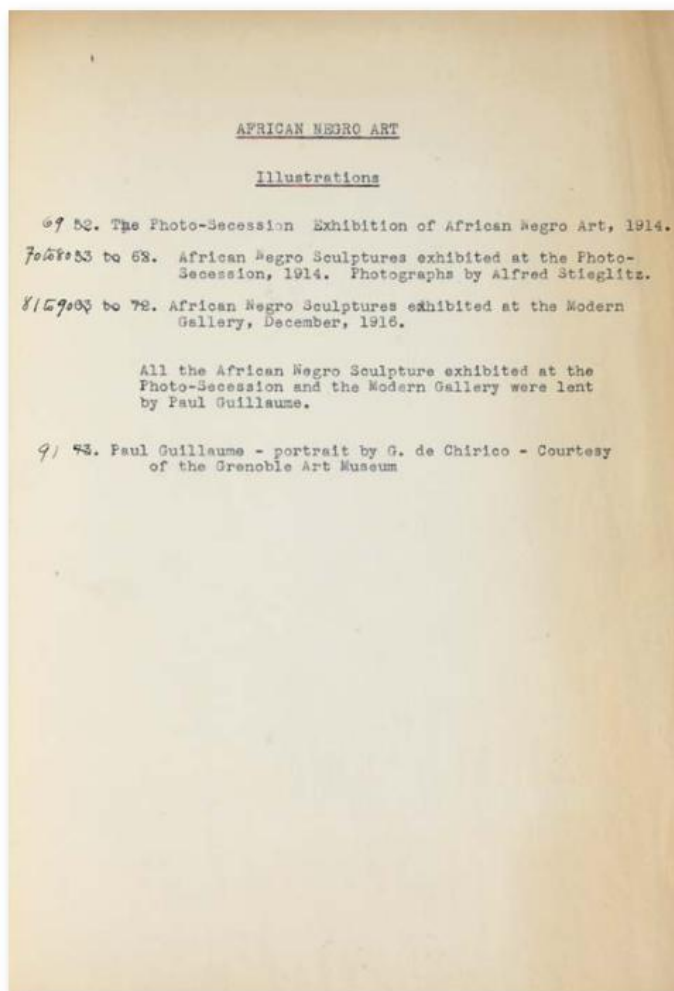 AFRICAN NEGRO ART
Illustrations
69 52. The Photo-Secession Exhibition of African Negro Art, 1914.
70 to 80 53 to 62. African Negro Sculptures exhibited at the Photo-
Secession, 1914. Photographs by Alfred Stieglitz.
81 to 90 63 to 72. African Negro Sculptures exhibited at the Modern
Gallery, December, 1916.
All the African Negro Sculpture exhibited at the
Photo-Secession and the Modern Gallery were lent
by Paul Guillaume.
91 73. Paul Guillaume - portrait by G. de Chirico - Courtesy
of the Grenoble Art Museum